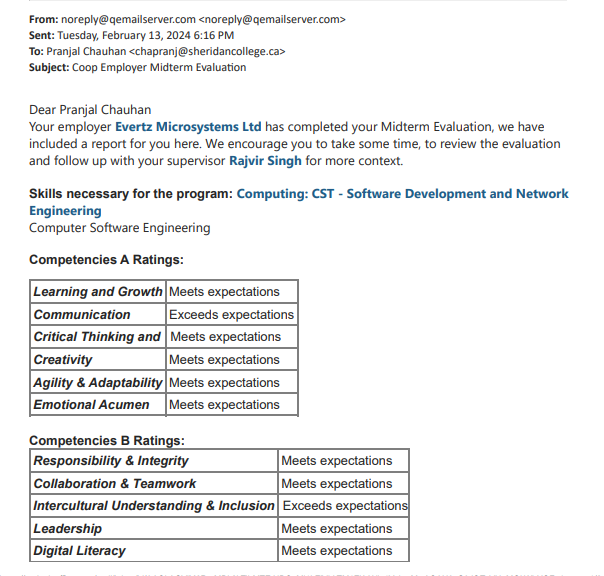 From: noreply@qemailserver.com <noreply@qemailserver.com>
Sent: Tuesday, February 13, 2024 6:16 PM
To: Pranjal Chauhan <chapranj@sheridancollege.ca>
Subject: Coop Employer Midterm Evaluation
Dear Pranjal Chauhan
Your employer Evertz Microsystems Ltd has completed your Midterm Evaluation, we have
included a report for you here. We encourage you to take some time, to review the evaluation
and follow up with your supervisor Rajvir Singh for more context.
Skills necessary for the program: Computing: CST - Software Development and Network
Engineering
Computer Software Engineering
Competencies A Ratings:
Learning and Growth Meets expectations
Communication Exceeds expectations
Critical Thinking and Meets expectations
Creativity Meets expectations
Agility & Adaptability Meets expectations
Emotional Acumen Meets expectations
Competencies B Ratings:
Responsibility & Integrity Meets expectations
Collaboration & Teamwork Meets expectations
Intercultural Understanding & Inclusion Exceeds expectations
Leadership Meets expectations
Digital Literacy Meets expectations